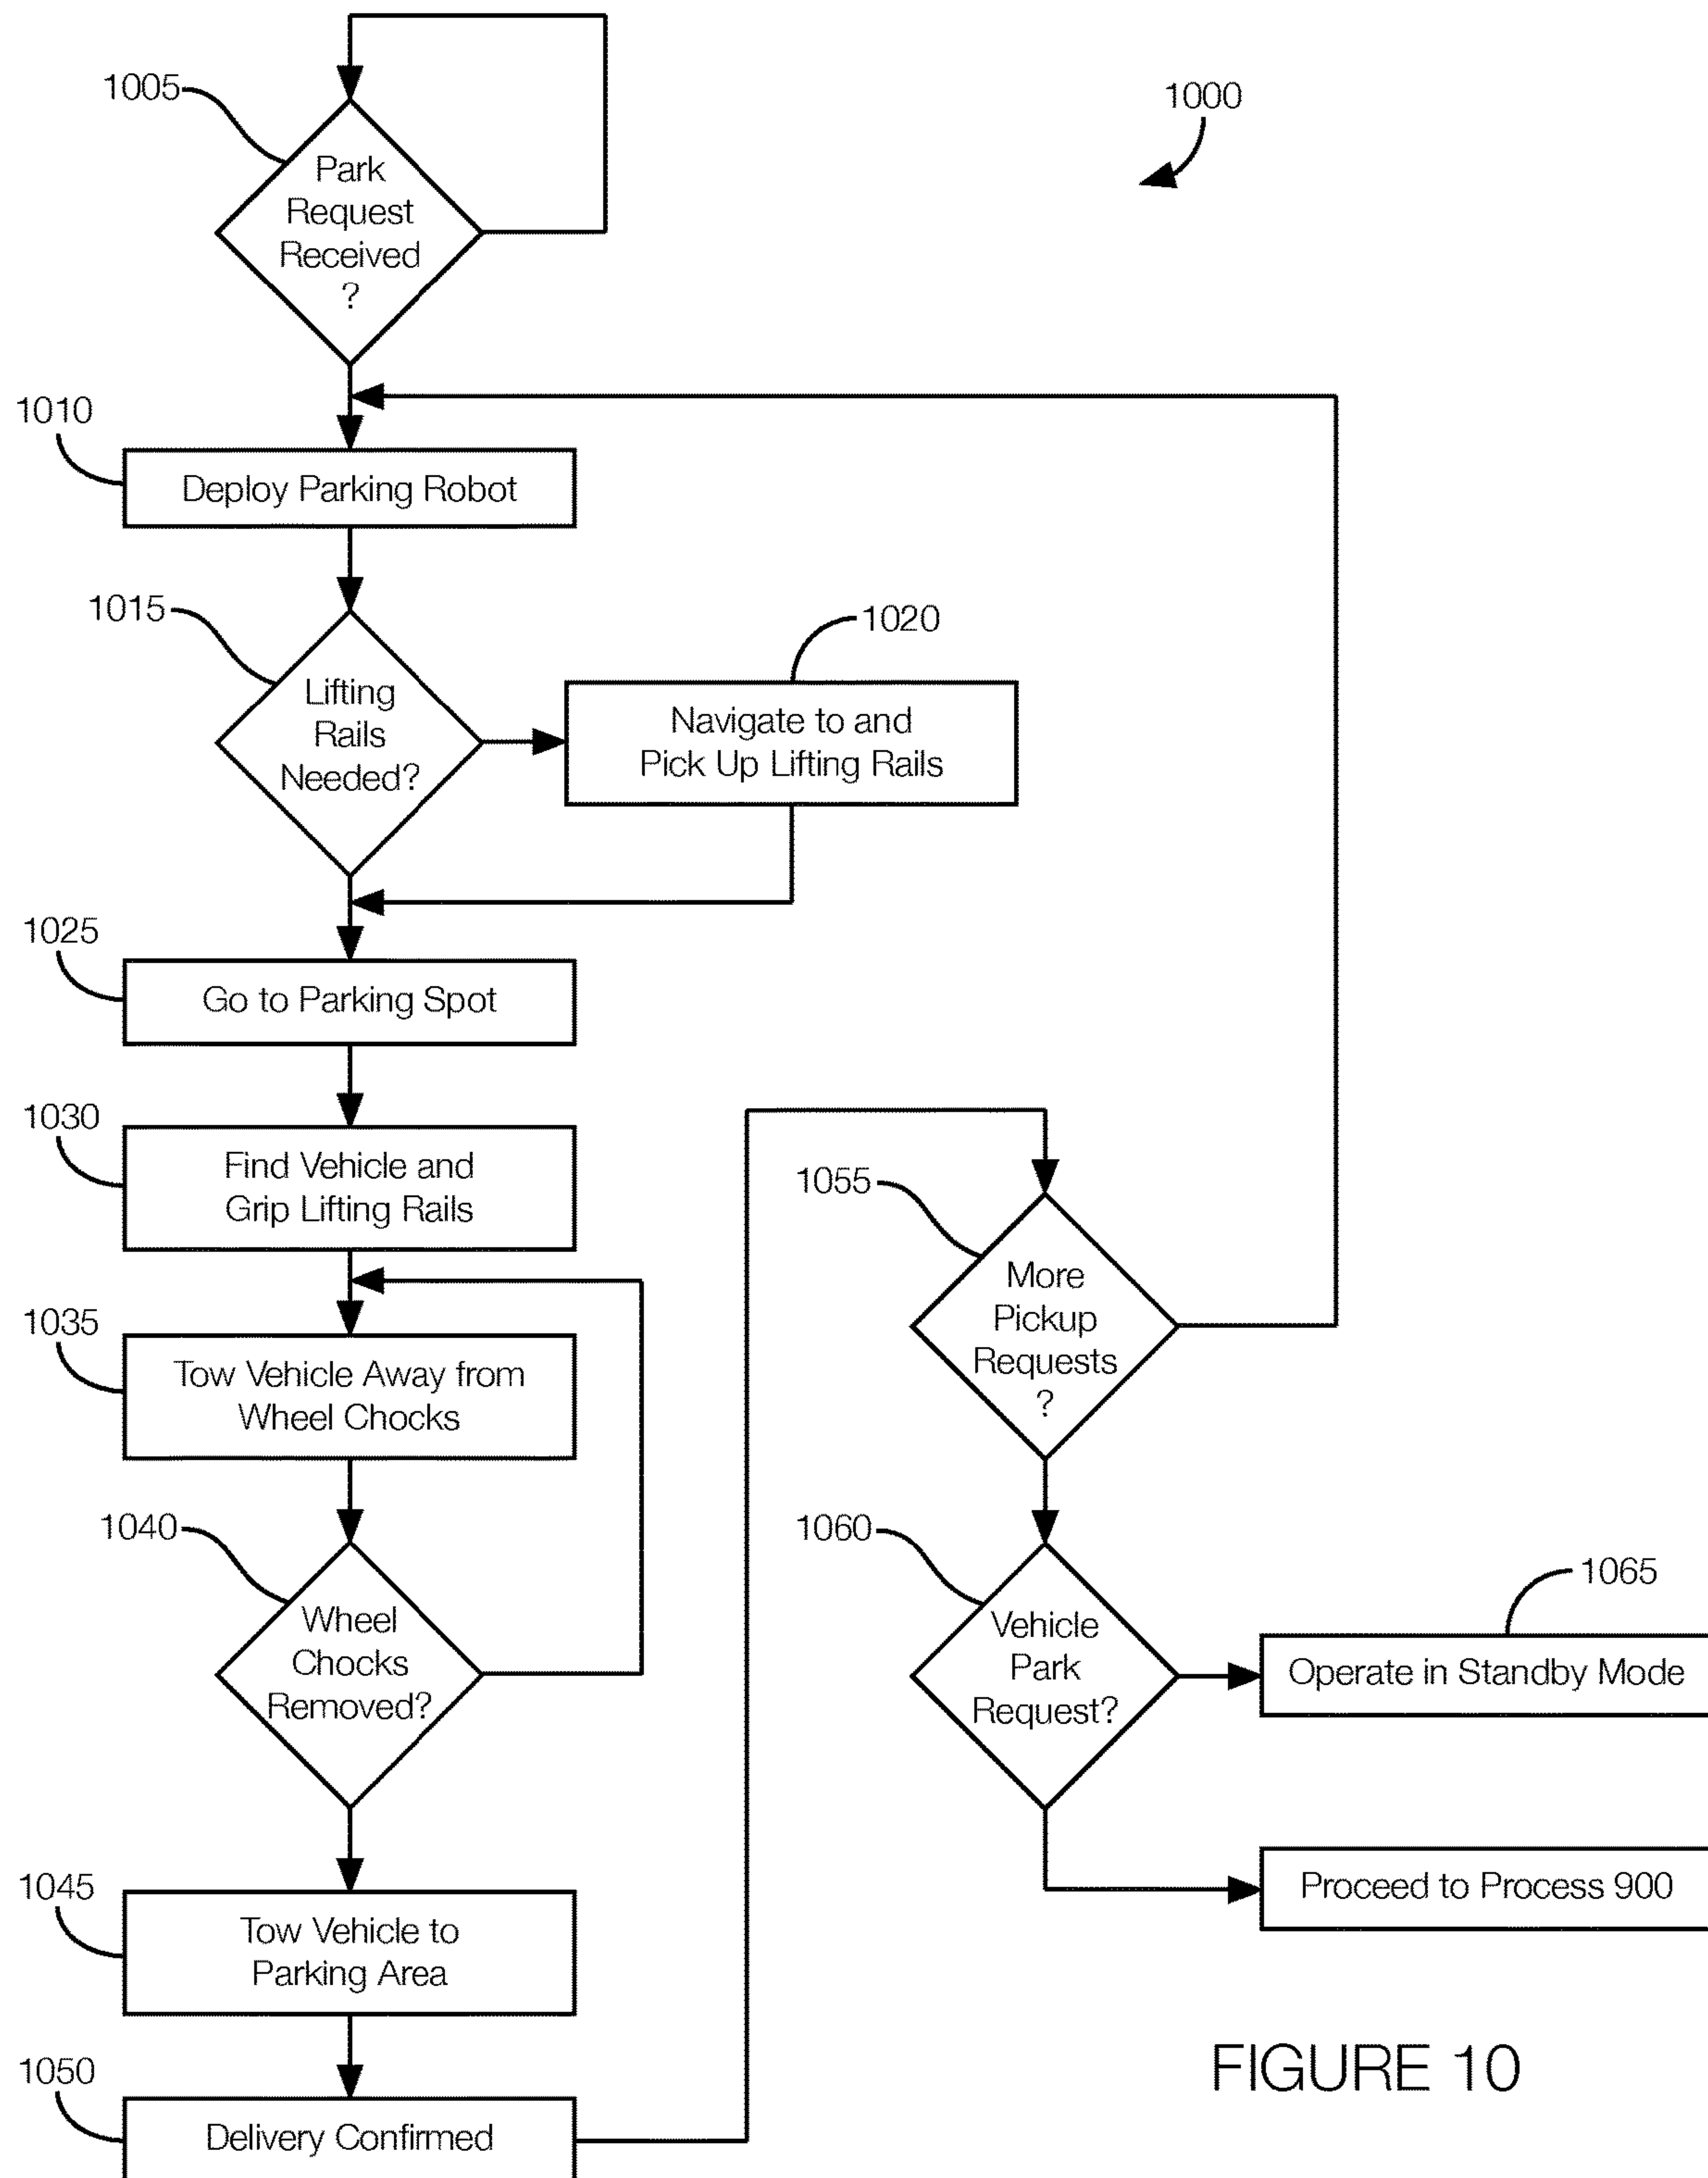 1005
Park
Request
Received
?
1000
1010
Deploy Parking Robot
1015
Lifting
Rails
Needed?
1020
Navigate to and
Pick Up Lifting Rails
1025
Go to Parking Spot
1030
Find Vehicle and
Grip Lifting Rails
1035
Tow Vehicle Away from
Wheel Chocks
1040
Wheel
Chocks
Removed?
1045
Tow Vehicle to
Parking Area
1050
Delivery Confirmed
1055
More
Pickup
Requests
?
1060
Vehicle
Park
Request?
1065
Operate in Standby Mode
Proceed to Process 900
FIGURE 10